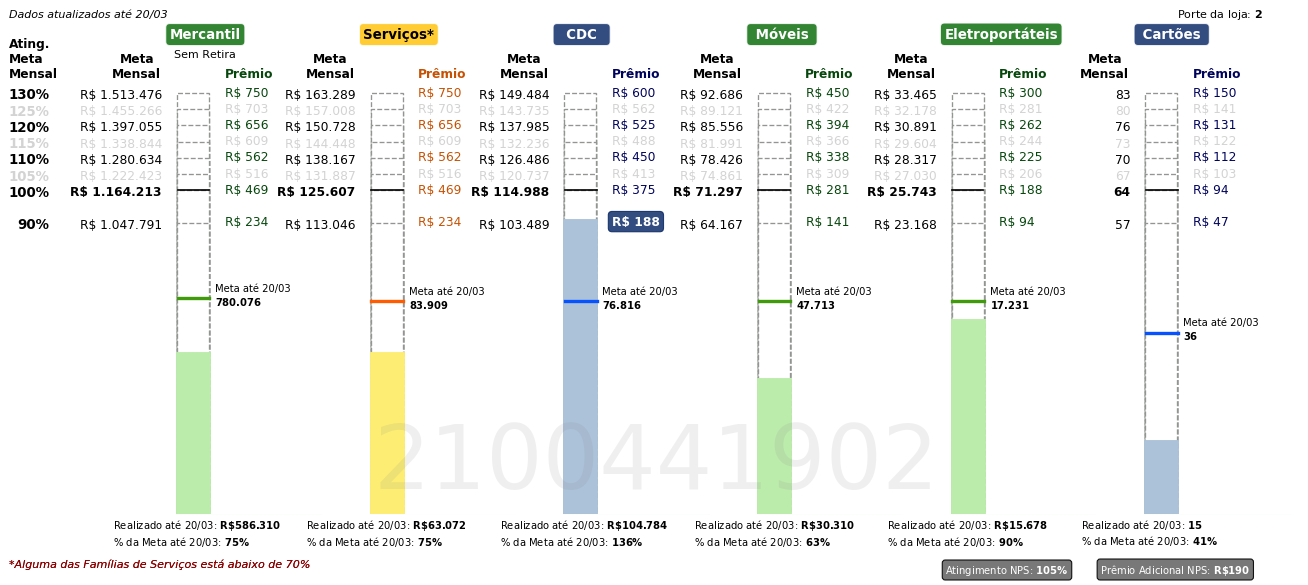 Dados atualizados até 20/03
Porte da loja: 2
Mercantil Serviços* CDC Móveis Eletroportáteis Cartões
Sem Retira
Ating. Meta Mensal
Meta Mensal Prêmio Meta Mensal Prêmio Meta Mensal Prêmio Meta Mensal Prêmio Meta Mensal Prêmio Meta Mensal Prêmio
130% R$ 1.513.476 R$ 750 R$ 163.289 R$ 750 R$ 149.484 R$ 600 R$ 92.686 R$ 450 R$ 33.465 R$ 300 83 R$ 150
125% R$ 1.455.266 R$ 703 R$ 157.008 R$ 703 R$ 143.735 R$ 562 R$ 89.121 R$ 422 R$ 32.178 R$ 281 80 R$ 141
120% R$ 1.397.055 R$ 656 R$ 150.728 R$ 656 R$ 137.985 R$ 525 R$ 85.556 R$ 394 R$ 30.891 R$ 262 76 R$ 131
115% R$ 1.338.844 R$ 609 R$ 144.448 R$ 609 R$ 132.236 R$ 488 R$ 81.991 R$ 366 R$ 29.604 R$ 244 73 R$ 122
110% R$ 1.280.634 R$ 562 R$ 138.167 R$ 562 R$ 126.486 R$ 450 R$ 78.426 R$ 338 R$ 28.317 R$ 225 70 R$ 112
105% R$ 1.222.423 R$ 516 R$ 131.887 R$ 516 R$ 120.737 R$ 413 R$ 74.861 R$ 309 R$ 27.030 R$ 206 67 R$ 103
100% R$ 1.164.213 R$ 469 R$ 125.607 R$ 469 R$ 114.988 R$ 375 R$ 71.297 R$ 281 R$ 25.743 R$ 188 64 R$ 94
90% R$ 1.047.791 R$ 234 R$ 113.046 R$ 234 R$ 103.489 R$ 188 R$ 64.167 R$ 141 R$ 23.168 R$ 94 57 R$ 47
Meta até 20/03 Meta até 20/03 Meta até 20/03 Meta até 20/03 Meta até 20/03
780.076 83.909 76.816 47.713 17.231
Meta até 20/03
36
2100441902
Realizado até 20/03: R$586.310 Realizado até 20/03: R$63.072 Realizado até 20/03: R$104.784 Realizado até 20/03: R$30.310 Realizado até 20/03: R$15.678 Realizado até 20/03: 15
% da Meta até 20/03: 75% % da Meta até 20/03: 75% % da Meta até 20/03: 136% % da Meta até 20/03: 63% % da Meta até 20/03: 90% % da Meta até 20/03: 41%
*Alguma das Famílias de Serviços está abaixo de 70%
Atingimento NPS: 105% Prêmio Adicional NPS: R$190